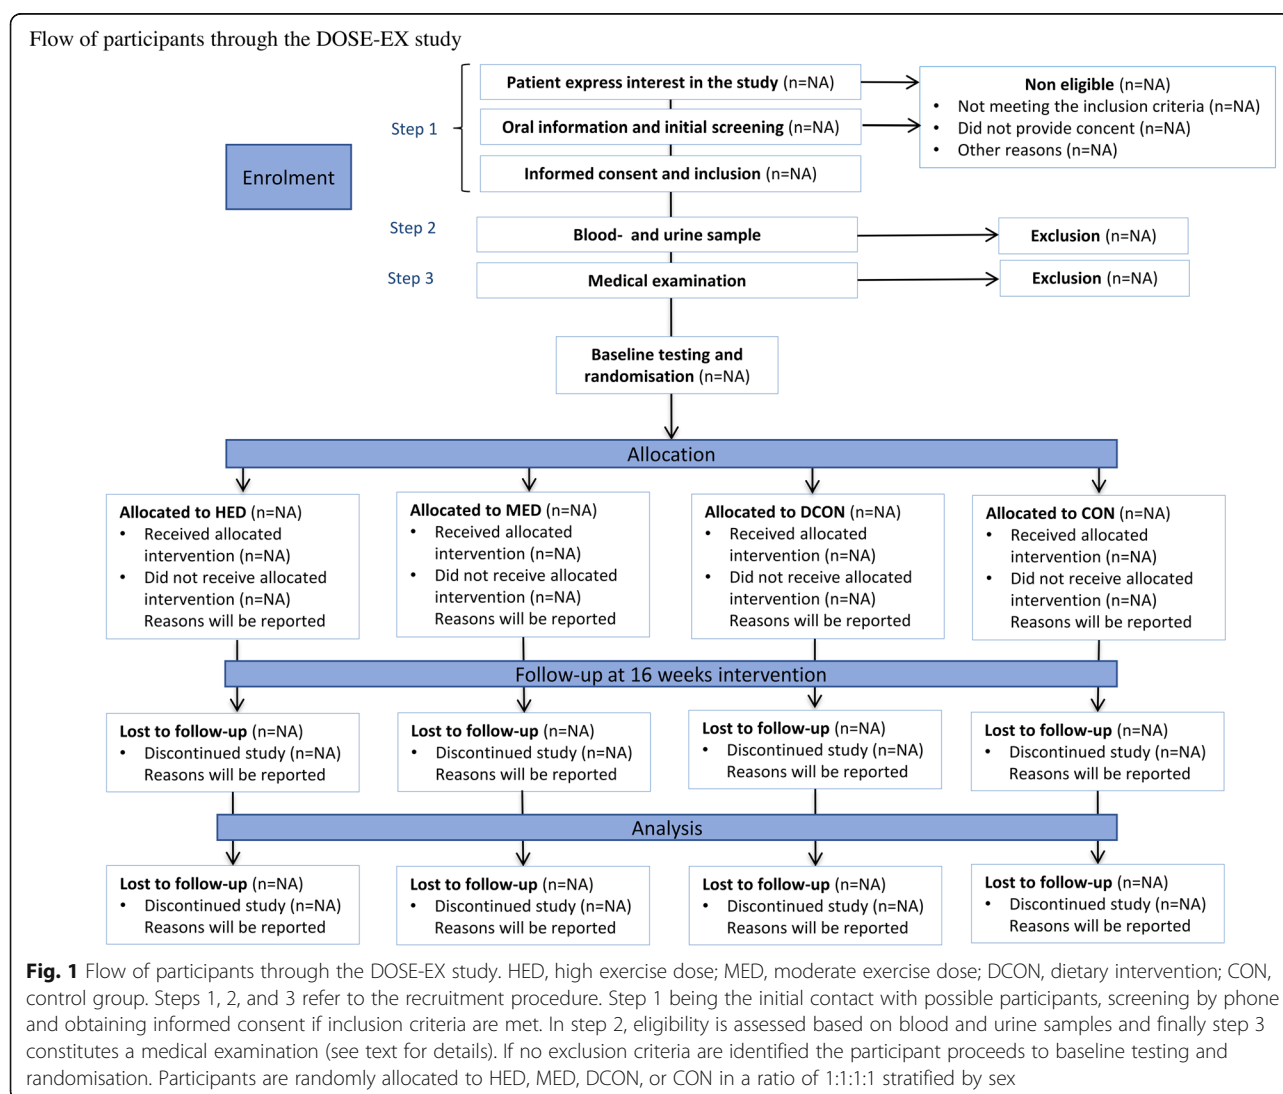 Flow of participants through the DOSE-EX study
Patient express interest in the study (n=NA)
Non eligible (n=NA)
• Not meeting the inclusion criteria (n=NA)
• Did not provide concent (n=NA)
• Other reasons (n=NA)
Step 1
Oral information and initial screening (n=NA)
Enrolment
Informed consent and inclusion (n=NA)
Step 2
Blood- and urine sample
Exclusion (n=NA)
Step 3
Medical examination
Exclusion (n=NA)
Baseline testing and
randomisation (n=NA)
Allocation
Allocated to HED (n=NA)
• Received allocated
intervention (n=NA)
• Did not receive allocated
intervention (n=NA)
Reasons will be reported
Allocated to MED (n=NA)
• Received allocated
intervention (n=NA)
• Did not receive allocated
intervention (n=NA)
Reasons will be reported
Allocated to DCON (n=NA)
• Received allocated
intervention (n=NA)
• Did not receive allocated
intervention (n=NA)
Reasons will be reported
Allocated to CON (n=NA)
• Received allocated
intervention (n=NA)
• Did not receive allocated
intervention (n=NA)
Reasons will be reported
Follow-up at 16 weeks intervention
Lost to follow-up (n=NA)
• Discontinued study (n=NA)
Reasons will be reported
Lost to follow-up (n=NA)
• Discontinued study (n=NA)
Reasons will be reported
Lost to follow-up (n=NA)
• Discontinued study (n=NA)
Reasons will be reported
Lost to follow-up (n=NA)
• Discontinued study (n=NA)
Reasons will be reported
Analysis
Lost to follow-up (n=NA)
• Discontinued study (n=NA)
Reasons will be reported
Lost to follow-up (n=NA)
• Discontinued study (n=NA)
Reasons will be reported
Lost to follow-up (n=NA)
• Discontinued study (n=NA)
Reasons will be reported
Lost to follow-up (n=NA)
• Discontinued study (n=NA)
Reasons will be reported
Fig. 1 Flow of participants through the DOSE-EX study. HED, high exercise dose; MED, moderate exercise dose; DCON, dietary intervention; CON,
control group. Steps 1, 2, and 3 refer to the recruitment procedure. Step 1 being the initial contact with possible participants, screening by phone
and obtaining informed consent if inclusion criteria are met. In step 2, eligibility is assessed based on blood and urine samples and finally step 3
constitutes a medical examination (see text for details). If no exclusion criteria are identified the participant proceeds to baseline testing and
randomisation. Participants are randomly allocated to HED, MED, DCON, or CON in a ratio of 1:1:1:1 stratified by sex